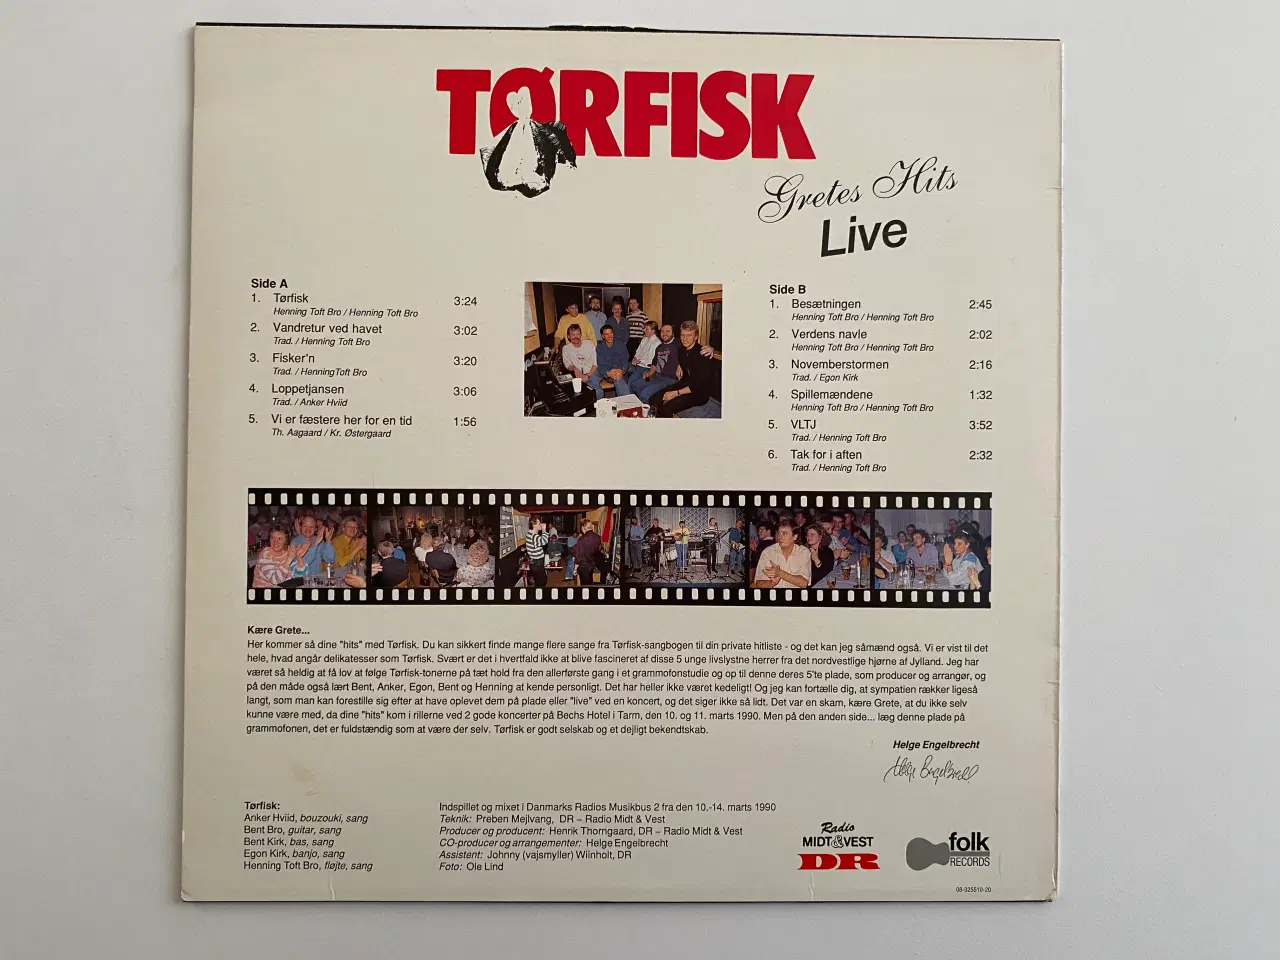 TØRFISK
Gretes Hits
Live
Side A
1. Tørfisk 3:24
Henning Toft Bro / Henning Toft Bro
2. Vandretur ved havet 3:02
Trad. / Henning Toft Bro
3. Fisker'n 3:20
Trad. / HenningToft Bro
4. Loppetjansen 3:06
Trad. / Anker Hviid
5. Vi er fæstere her for en tid 1:56
Th. Aagaard / Kr. Østergaard
Side B
1. Besætningen 2:45
Henning Toft Bro / Henning Toft Bro
2. Verdens navle 2:02
Henning Toft Bro / Henning Toft Bro
3. Novemberstormen 2:16
Trad. / Egon Kirk
4. Spillemændene 1:32
Henning Toft Bro / Henning Toft Bro
5. VLTJ 3:52
Trad. / Henning Toft Bro
6. Tak for i aften 2:32
Trad. / Henning Toft Bro
Kære Grete...
Her kommer så dine "hits" med Tørfisk. Du kan sikkert finde mange flere sange fra Tørfisk-sangbogen til din private hitliste - og det kan jeg såmænd også. Vi er vist til det
hele, hvad angår delikatesser som Tørfisk. Svært er det i hvertfald ikke at blive fascineret af disse 5 unge livslystne herrer fra det nordvestlige hjørne af Jylland. Jeg har
været så heldig at få lov at følge Tørfisk-tonerne på tæt hold fra den allerførste gang i et grammofonstudie og op til denne deres 5'te plade, som producer og arrangør, og
på den måde også lært Bent, Anker, Egon, Bent og Henning at kende personligt. Det har heller ikke været kedeligt! Og jeg kan fortælle dig, at sympatien rækker ligeså
langt, som man kan forestille sig efter at have oplevet dem på plade eller "live" ved en koncert, og det siger ikke så lidt. Det var en skam, kære Grete, at du ikke selv
kunne være med, da dine "hits" kom i rillerne ved 2 gode koncerter på Bechs Hotel i Tarm, den 10. og 11. marts 1990. Men på den anden side... læg denne plade på
grammofonen, det er fuldstændig som at være der selv. Tørfisk er godt selskab og et dejligt bekendtskab.
Helge Engelbrecht
Tørfisk:
Anker Hviid, bouzouki, sang
Bent Bro, guitar, sang
Bent Kirk, bas, sang
Egon Kirk, banjo, sang
Henning Toft Bro, fløjte, sang
Indspillet og mixet i Danmarks Radios Musikbus 2 fra den 10.-14. marts 1990
Teknik: Preben Mejlvang, DR – Radio Midt & Vest
Producer og producent: Henrik Thorngaard, DR – Radio Midt & Vest
CO-producer og arrangementer: Helge Engelbrecht
Assistent: Johnny (vajsmyller) Wiinholt, DR
Foto: Ole Lind
Radio
MIDT&VEST
DR
folk
RECORDS
08-025510-20